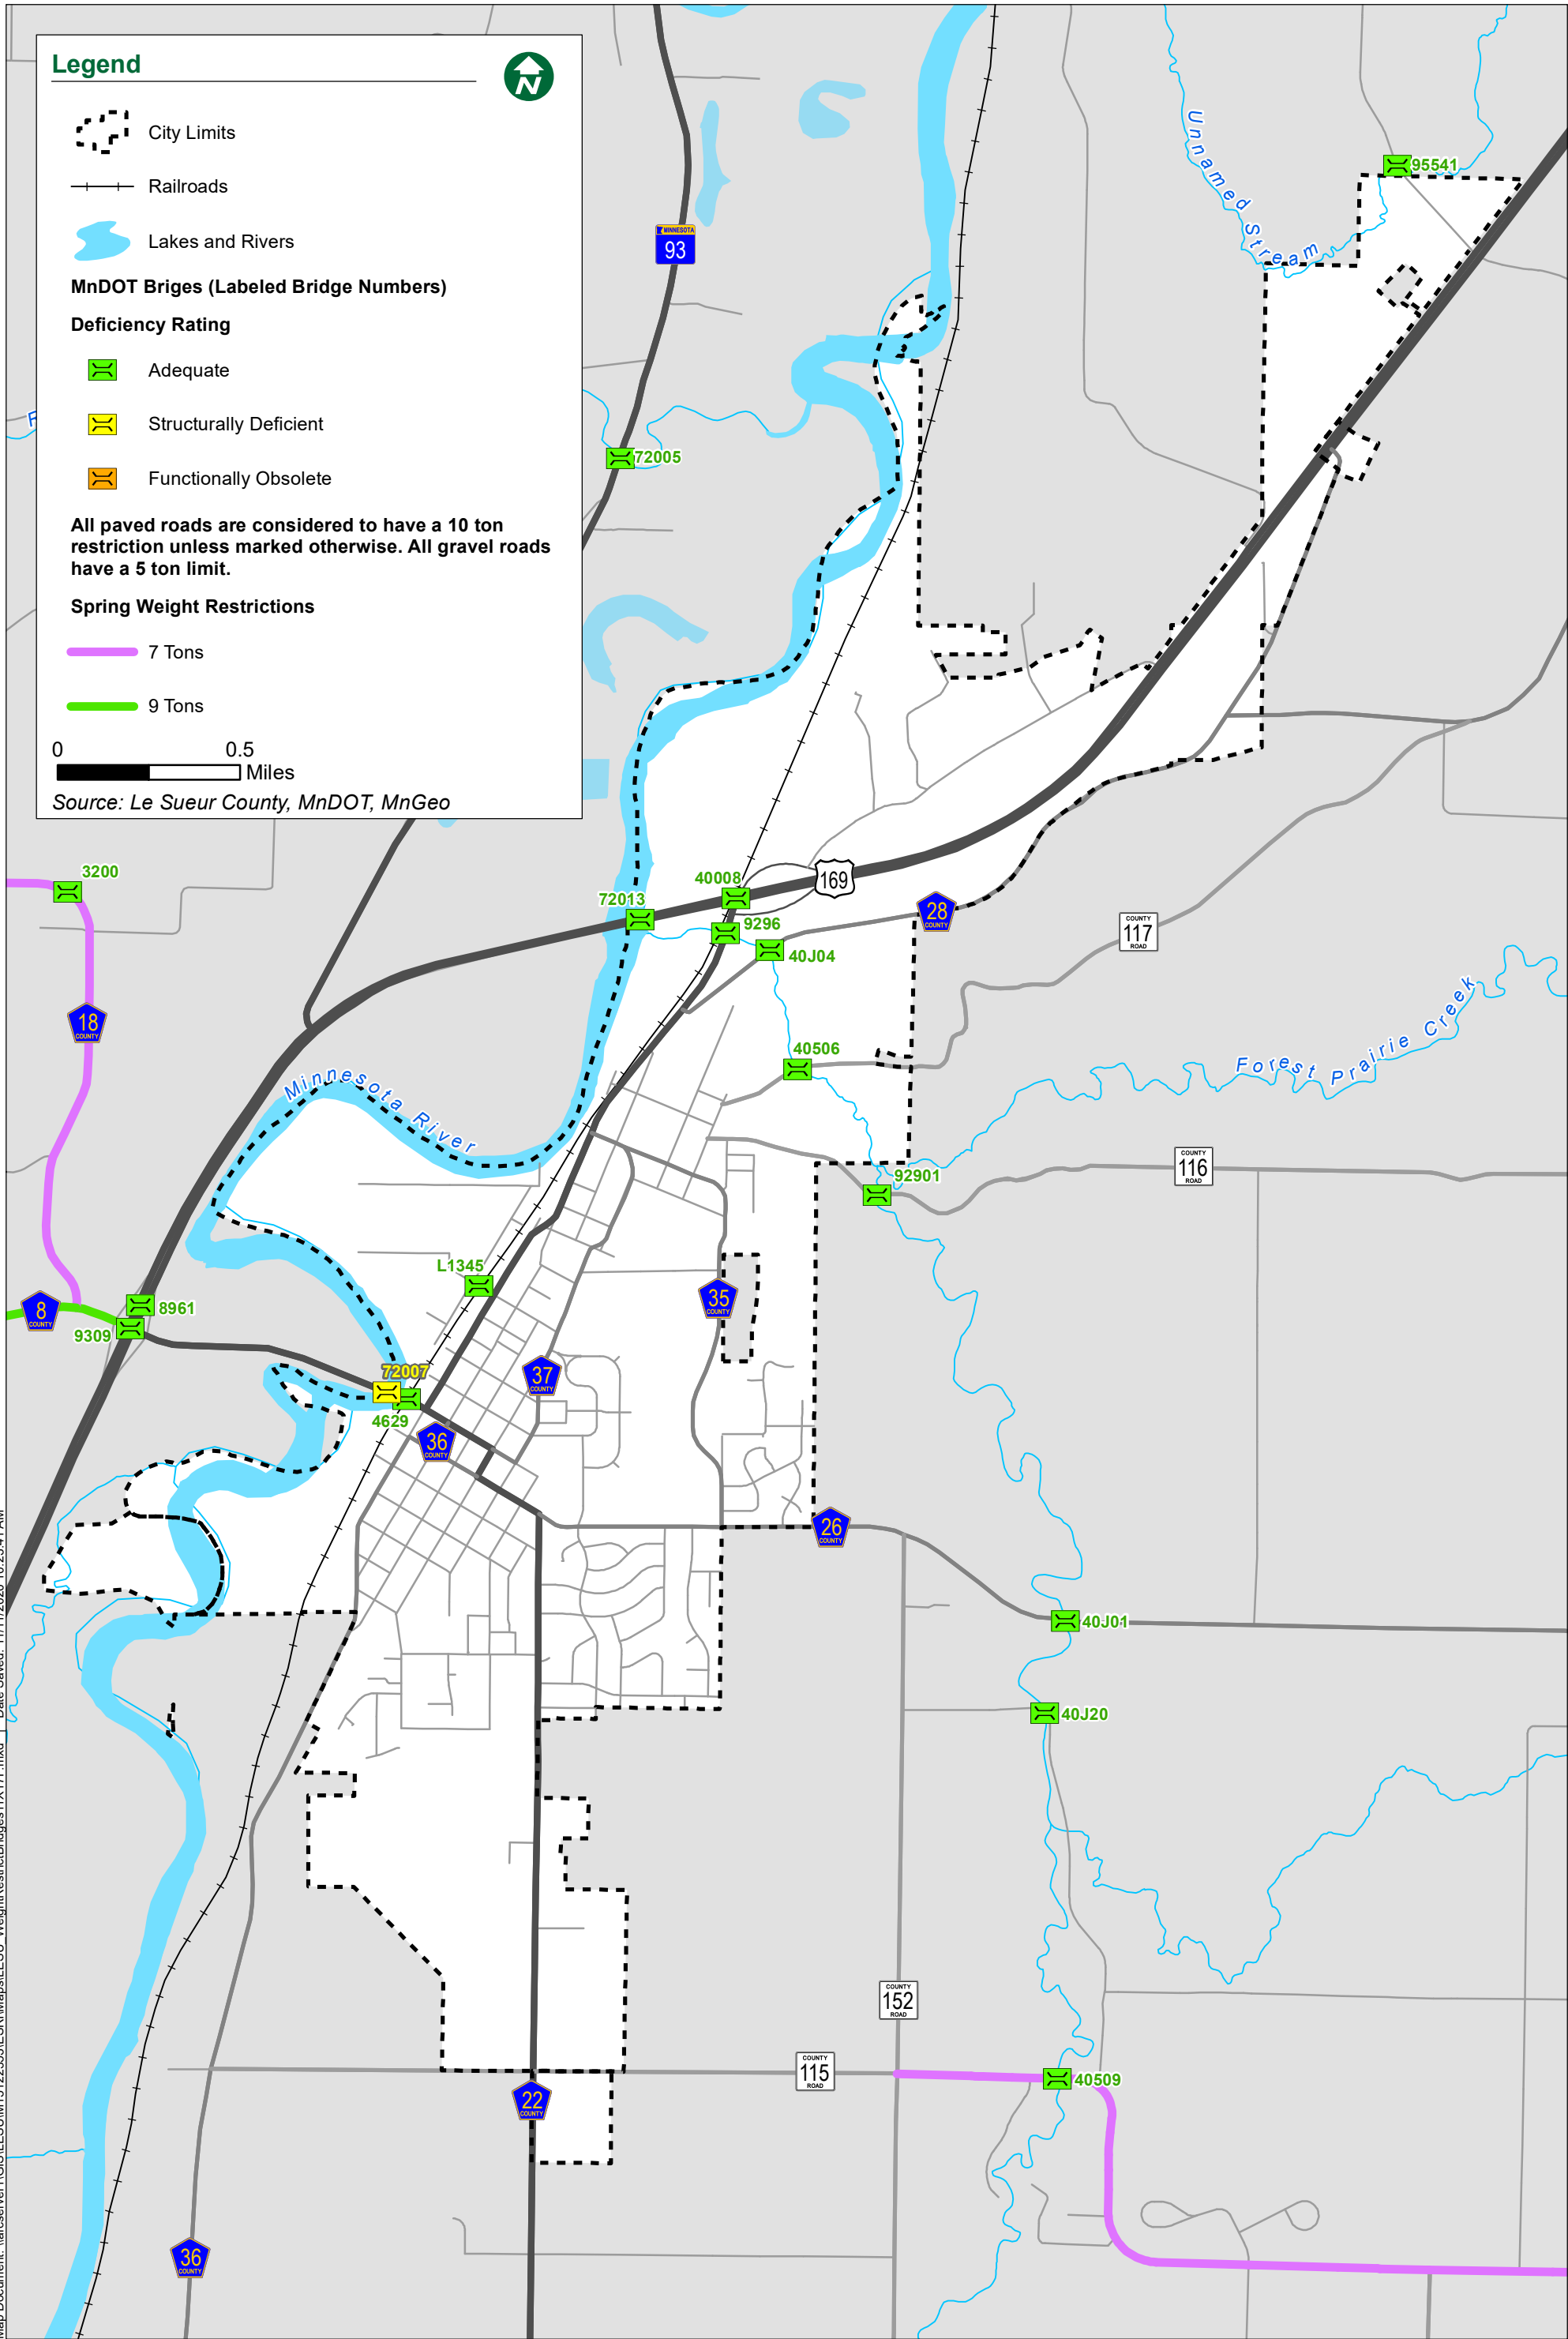 Legend
N
City Limits
Railroads
Lakes and Rivers
MnDOT Briges (Labeled Bridge Numbers)
Deficiency Rating
Adequate
Structurally Deficient
Functionally Obsolete
All paved roads are considered to have a 10 ton
restriction unless marked otherwise. All gravel roads
have a 5 ton limit.
Spring Weight Restrictions
7 Tons
9 Tons
0 0.5
Miles
Source: Le Sueur County, MnDOT, MnGeo
MINNESOTA
93
Unnamed Stream
95541
72005
3200
40008
169
72013
9296
28
COUNTY
40J04
COUNTY
117
ROAD
18
COUNTY
40506
Minnesota River
Forest Prairie Creek
92901
COUNTY
116
ROAD
L1345
35
COUNTY
8
COUNTY
8961
9309
72007
37
COUNTY
4629
36
COUNTY
26
COUNTY
40J01
40J20
COUNTY
152
ROAD
COUNTY
115
ROAD
40509
22
COUNTY
36
COUNTY